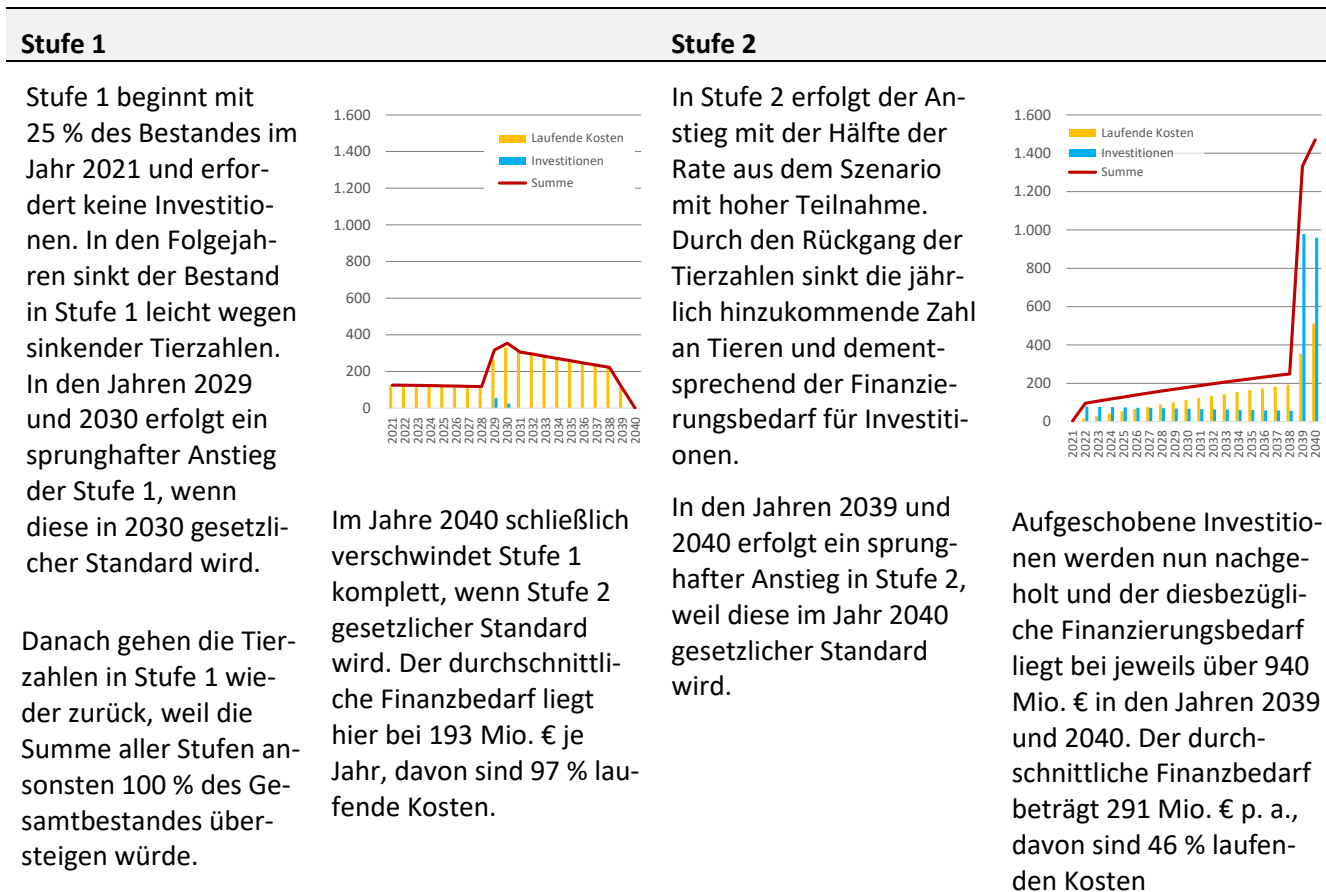 Stufe 1
Stufe 2
Stufe 1 beginnt mit
25 % des Bestandes im
Jahr 2021 und erfor-
dert keine Investitio-
nen. In den Folgejah-
ren sinkt der Bestand
in Stufe 1 leicht wegen
sinkender Tierzahlen.
In den Jahren 2029
und 2030 erfolgt ein
sprunghafter Anstieg
der Stufe 1, wenn
diese in 2030 gesetzli-
cher Standard wird.
Danach gehen die Tier-
zahlen in Stufe 1 wie-
der zurück, weil die
Summe aller Stufen an-
sonsten 100 % des Ge-
samtbestandes über-
steigen würde.
1.600
1.400
1.200
1.000
800
600
400
200
0
Laufende Kosten
Investitionen
Summe
2021
2022
2023
2024
2025
2026
2027
2028
2029
2030
2031
2032
2033
2034
2035
2036
2037
2038
2039
2040
Im Jahre 2040 schließlich
verschwindet Stufe 1
komplett, wenn Stufe 2
gesetzlicher Standard
wird. Der durchschnittli-
che Finanzbedarf liegt
hier bei 193 Mio. € je
Jahr, davon sind 97 % lau-
fende Kosten.
In Stufe 2 erfolgt der An-
stieg mit der Hälfte der
Rate aus dem Szenario
mit hoher Teilnahme.
Durch den Rückgang der
Tierzahlen sinkt die jähr-
lich hinzukommende Zahl
an Tieren und dement-
sprechend der Finanzie-
rungsbedarf für Investiti-
onen.
In den Jahren 2039 und
2040 erfolgt ein sprung-
hafter Anstieg in Stufe 2,
weil diese im Jahr 2040
gesetzlicher Standard
wird.
1.600
1.400
1.200
1.000
800
600
400
200
0
Laufende Kosten
Investitionen
Summe
2021
2022
2023
2024
2025
2026
2027
2028
2029
2030
2031
2032
2033
2034
2035
2036
2037
2038
2039
2040
Aufgeschobene Investitio-
nen werden nun nachge-
holt und der diesbezügli-
che Finanzierungsbedarf
liegt bei jeweils über 940
Mio. € in den Jahren 2039
und 2040. Der durch-
schnittliche Finanzbedarf
beträgt 291 Mio. € p. a.,
davon sind 46 % laufen-
den Kosten